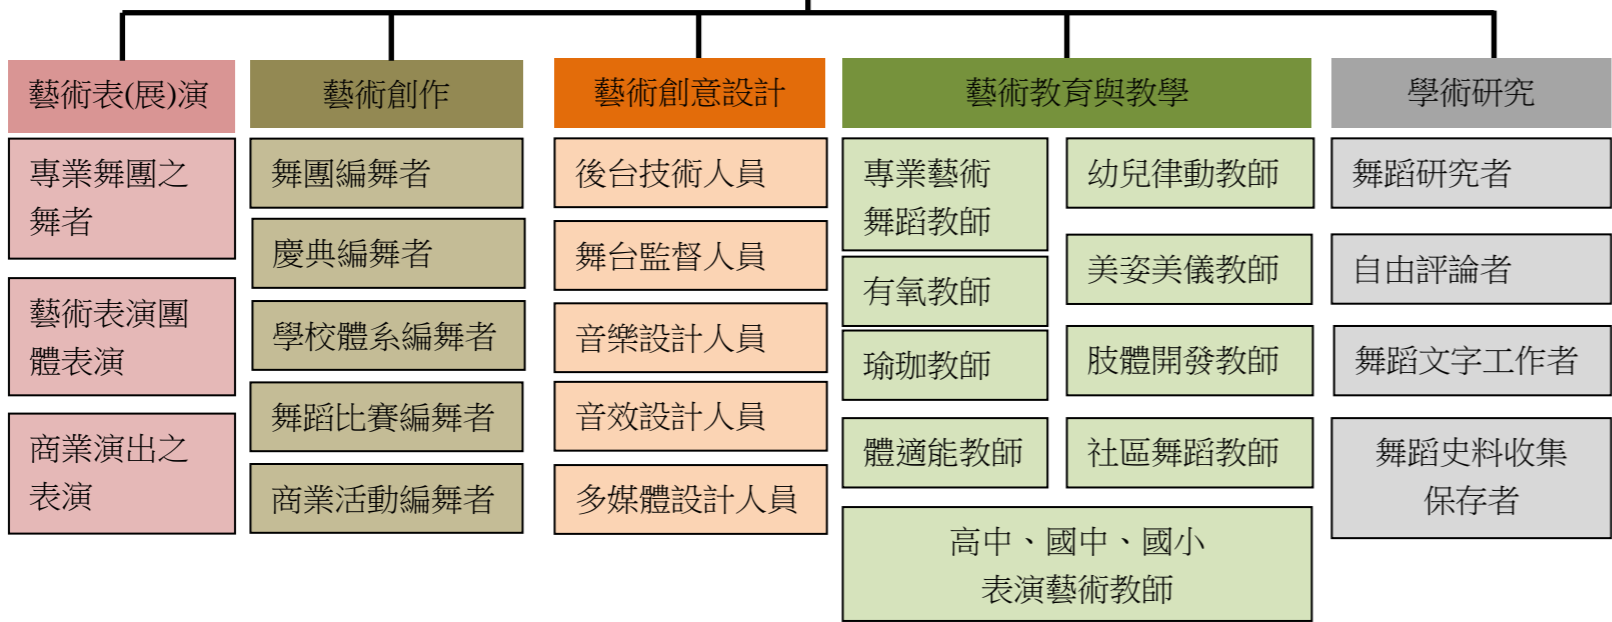 藝術表(展)演
專業舞團之
舞者
藝術表演團
體表演
商業演出之
表演
藝術創作
舞團編舞者
慶典編舞者
學校體系編舞者
舞蹈比賽編舞者
商業活動編舞者
藝術創意設計
後台技術人員
舞台監督人員
音樂設計人員
音效設計人員
多媒體設計人員
藝術教育與教學
專業藝術
舞蹈教師
有氧教師
瑜珈教師
體適能教師
幼兒律動教師
美姿美儀教師
肢體開發教師
社區舞蹈教師
高中、國中、國小
表演藝術教師
學術研究
舞蹈研究者
自由評論者
舞蹈文字工作者
舞蹈史料收集
保存者